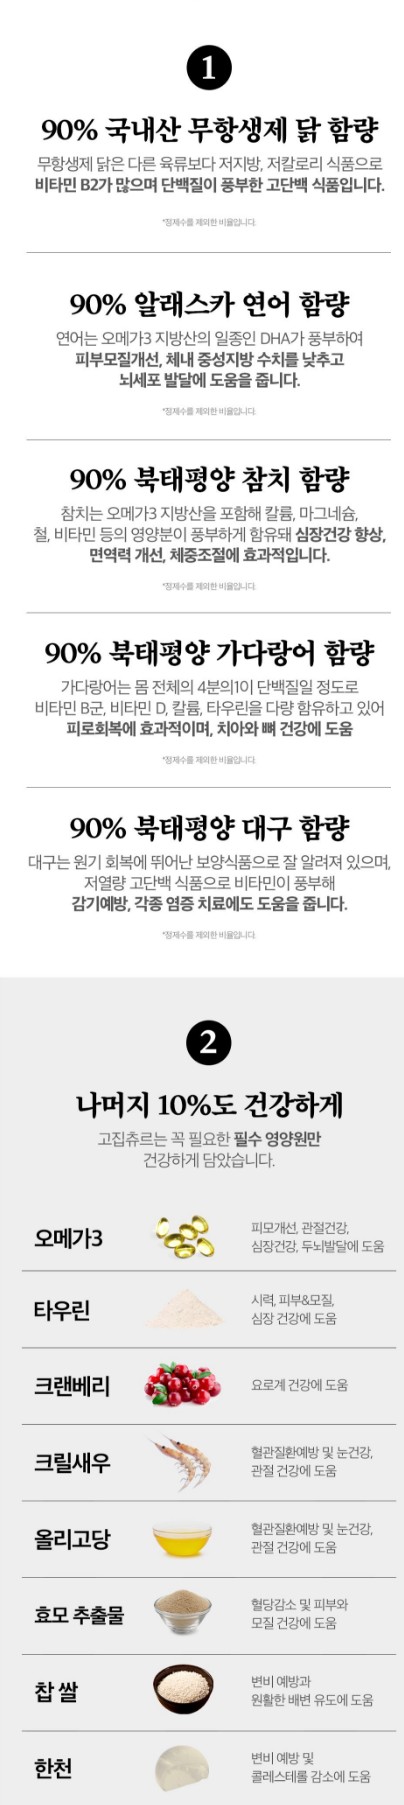 1
90% 국내산 무항생제 닭 함량
무항생제 닭은 다른 육류보다 저지방, 저칼로리 식품으로
비타민 B2가 많으며 단백질이 풍부한 고단백 식품입니다.
*정제수를 제외한 비율입니다.
90% 알래스카 연어 함량
연어는 오메가3 지방산의 일종인 DHA가 풍부하여
피부모질개선, 체내 중성지방 수치를 낮추고
뇌세포 발달에 도움을 줍니다.
*정제수를 제외한 비율입니다.
90% 북태평양 참치 함량
참치는 오메가3 지방산을 포함해 칼륨, 마그네슘,
철, 비타민 등의 영양분이 풍부하게 함유돼 심장건강 향상,
면역력 개선, 체중조절에 효과적입니다.
*정제수를 제외한 비율입니다.
90% 북태평양 가다랑어 함량
가다랑어는 몸 전체의 4분의1이 단백질일 정도로
비타민 B군, 비타민 D, 칼륨, 타우린을 다량 함유하고 있어
피로회복에 효과적이며, 치아와 뼈 건강에 도움
*정제수를 제외한 비율입니다.
90% 북태평양 대구 함량
대구는 원기 회복에 뛰어난 보양식품으로 잘 알려져 있으며,
저열량 고단백 식품으로 비타민이 풍부해
감기예방, 각종 염증 치료에도 도움을 줍니다.
*정제수를 제외한 비율입니다.
2
나머지 10%도 건강하게
고집츄르는 꼭 필요한 필수 영양원만
건강하게 담았습니다.
오메가3
피모개선, 관절건강,
심장건강, 두뇌발달에 도움
타우린
시력, 피부&모질,
심장 건강에 도움
크랜베리
요로계 건강에 도움
크릴새우
혈관질환예방 및 눈건강,
관절 건강에 도움
올리고당
혈관질환예방 및 눈건강,
관절 건강에 도움
효모 추출물
혈당감소 및 피부와
모질 건강에 도움
찹 쌀
변비 예방과
원활한 배변 유도에 도움
한천
변비 예방 및
콜레스테롤 감소에 도움